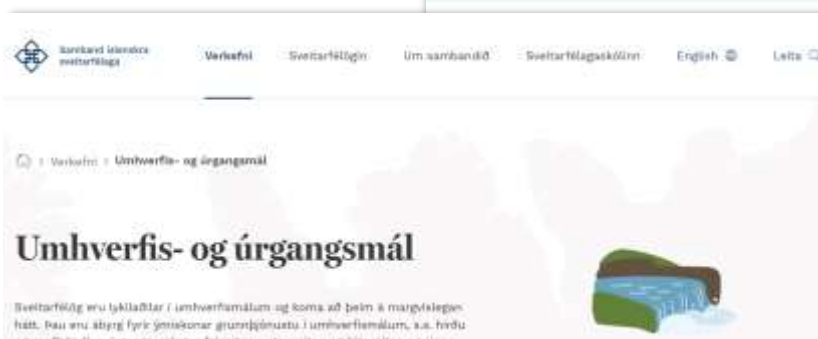 Samband íslenskra
sveitarfélaga
Verkefni
Sveitarfélögin
Um sambandið
Sveitarfélagaskólinn
English
Leita
Verkefni
Umhverfis- og úrgangsmál
Umhverfis- og úrgangsmál
Sveitarfélög eru lykilaðilar í umhverfismálum og koma að þeim á margvíslegan
hátt. Þau eru ábyrg fyrir ýmiskonar grunnþjónustu í umhverfismálum, s.s. hirðu